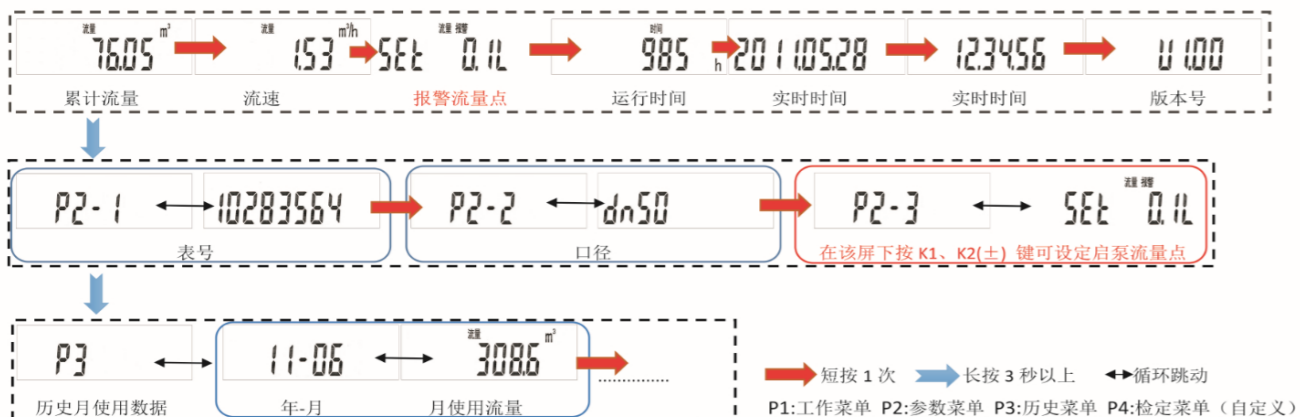 流量 76.05 m³ 流量 1.53 m³/h SEt 流量 报警 0.1L 时间 985 h 2011.05.28 12.34.56 U 1.00
累计流量 流速 报警流量点 运行时间 实时时间 实时时间 版本号
P2-1 10283564 P2-2 dn50 P2-3 SEt 流量 报警 0.1L
表号 口径 在该屏下按 K1、K2(±) 键可设定启泵流量点
P3 11-06 流量 308.6 m³
历史月使用数据 年-月 月使用流量 ..............
短按 1 次 长按 3 秒以上 循环跳动
P1:工作菜单 P2:参数菜单 P3:历史菜单 P4:检定菜单（自定义）